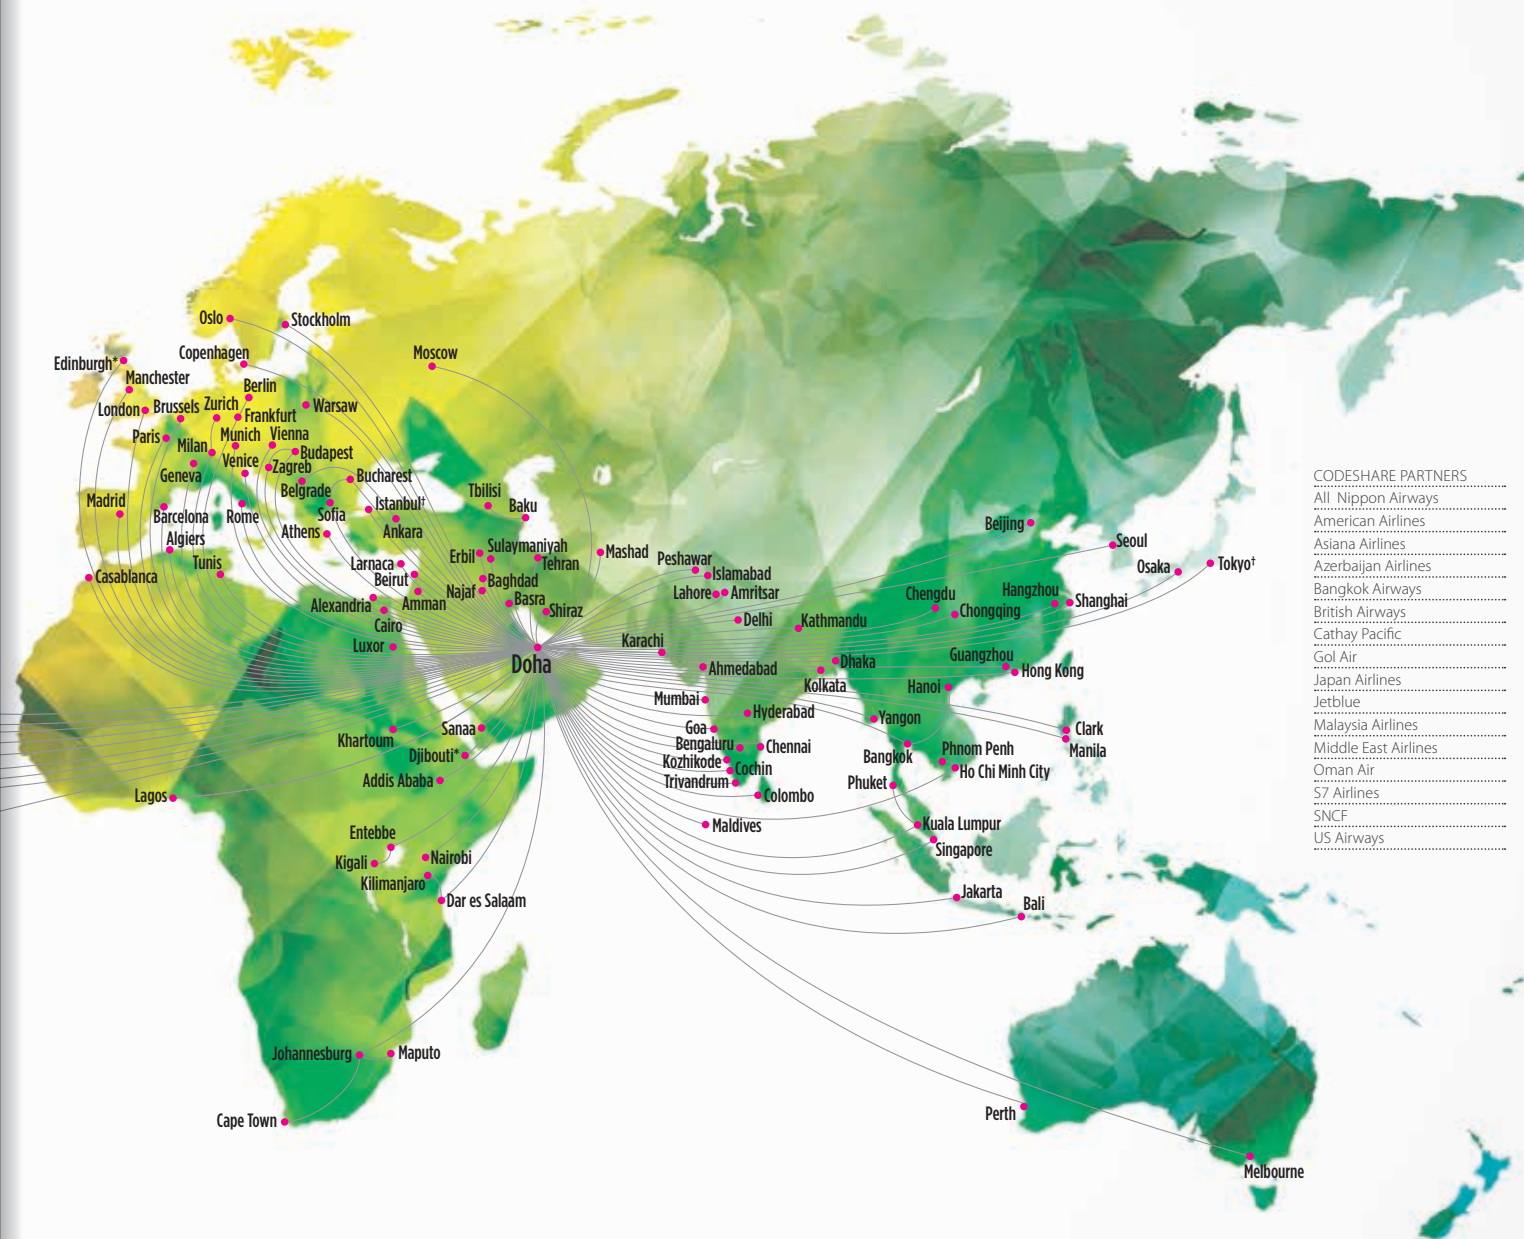 Oslo
Stockholm
Copenhagen
Moscow
Edinburgh*
Manchester
Berlin
London
Brussels
Zurich
Frankfurt
Warsaw
Paris
Milan
Munich
Vienna
Budapest
Geneva
Venice
Zagreb
Bucharest
Belgrade
Madrid
Barcelona
Rome
Sofia
Istanbul†
Tbilisi
Baku
Athens
Ankara
Algiers
Tunis
Casablanca
Larnaca
Beirut
Erbil
Sulaymaniyah
Tehran
Mashad
Baghdad
Najaf
Basra
Shiraz
Alexandria
Amman
Cairo
Luxor
Doha
Peshawar
Islamabad
Lahore
Amritsar
Delhi
Kathmandu
Karachi
Ahmedabad
Dhaka
Kolkata
Mumbai
Hyderabad
Goa
Bengaluru
Chennai
Kozhikode
Cochin
Trivandrum
Colombo
Maldives
Beijing
Seoul
Osaka
Tokyo†
Chengdu
Chongqing
Hangzhou
Shanghai
Guangzhou
Hong Kong
Hanoi
Yangon
Clark
Manila
Bangkok
Phnom Penh
Ho Chi Minh City
Phuket
Kuala Lumpur
Singapore
Jakarta
Bali
Khartoum
Sanaa
Djibouti*
Addis Ababa
Lagos
Entebbe
Kigali
Nairobi
Kilimanjaro
Dar es Salaam
Johannesburg
Maputo
Cape Town
Perth
Melbourne
CODESHARE PARTNERS
All Nippon Airways
American Airlines
Asiana Airlines
Azerbaijan Airlines
Bangkok Airways
British Airways
Cathay Pacific
Gol Air
Japan Airlines
Jetblue
Malaysia Airlines
Middle East Airlines
Oman Air
S7 Airlines
SNCF
US Airways